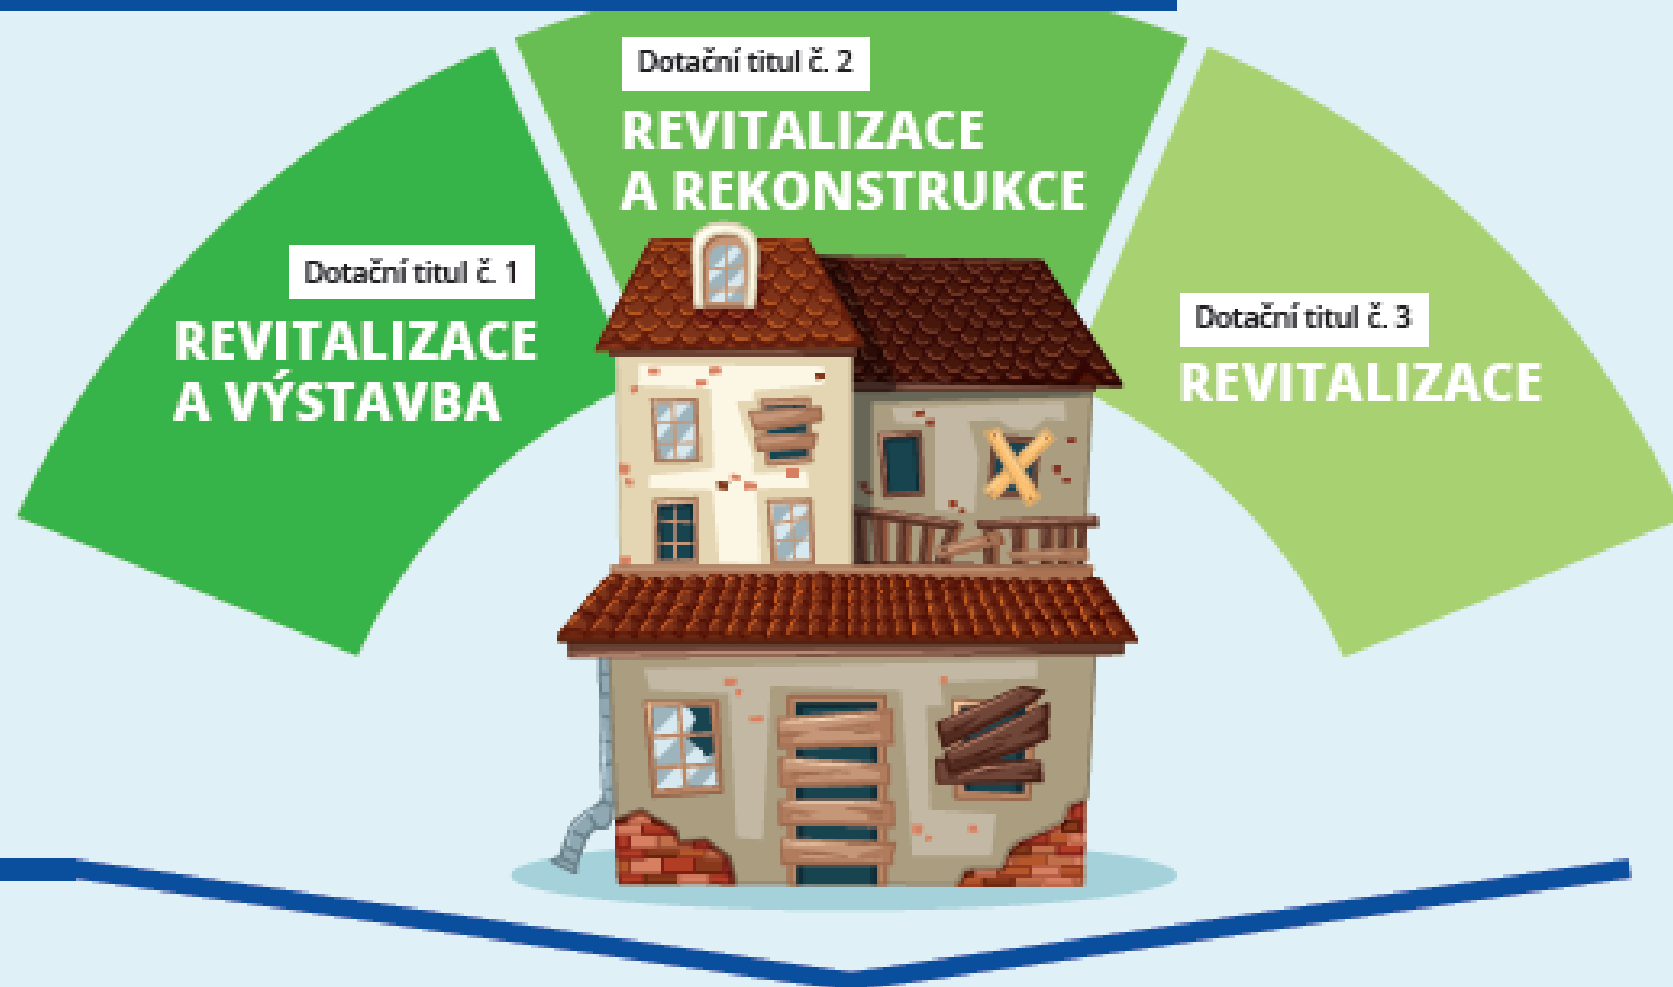 Dotační titul č. 1
REVITALIZACE
A VÝSTAVBA
Dotační titul č. 2
REVITALIZACE
A REKONSTRUKCE
Dotační titul č. 3
REVITALIZACE